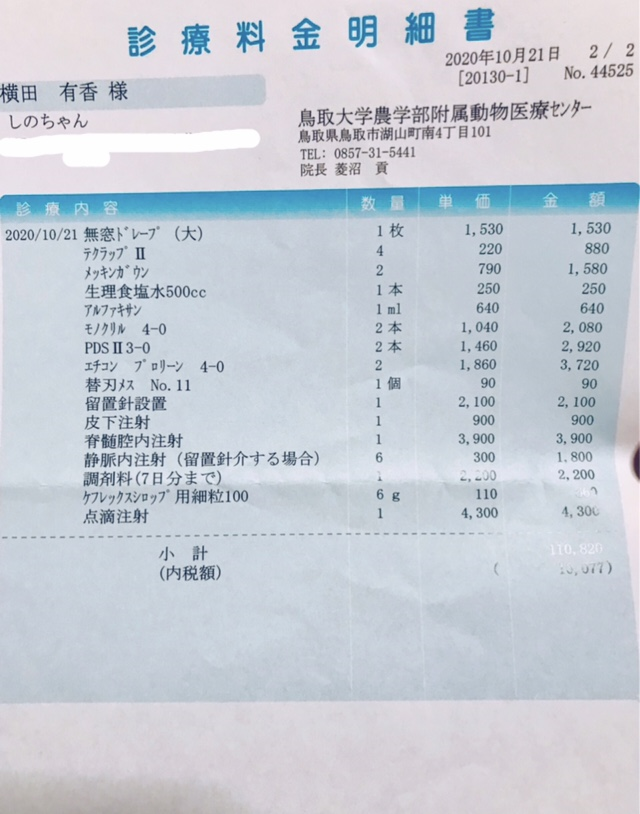 診療料金明細書
2020年10月21日 2/2
[20130-1] No.44525
横田 有香 様
しのちゃん
鳥取大学農学部附属動物医療センター
鳥取県鳥取市湖山町南4丁目101
TEL: 0857-31-5441
院長 菱沼 貢
診療内容 数量 単価 金額
2020/10/21 無窓ﾄﾞﾚｰﾌﾟ (大) 1枚 1,530 1,530
ﾃｸﾗｯﾌﾟⅡ 4 220 880
ﾒｯｷﾝｶﾞｳﾝ 2 790 1,580
生理食塩水500cc 1本 250 250
ｱﾙﾌｧｷｻﾝ 1ml 640 640
ﾓﾉｸﾘﾙ 4-0 2本 1,040 2,080
PDSⅡ3-0 2本 1,460 2,920
ｴﾁｺﾝ ﾌﾟﾛﾘｰﾝ 4-0 2 1,860 3,720
替刃ﾒｽ No.11 1個 90 90
留置針設置 1 2,100 2,100
皮下注射 1 900 900
脊髄腔内注射 1 3,900 3,900
静脈内注射 (留置針介する場合) 6 300 1,800
調剤料(7日分まで) 1 2,200 2,200
ｹﾌﾚｯｸｽｼﾛｯﾌﾟ用細粒100 6g 110
点滴注射 1 4,300 4,300
小計 110,820
(内税額) (